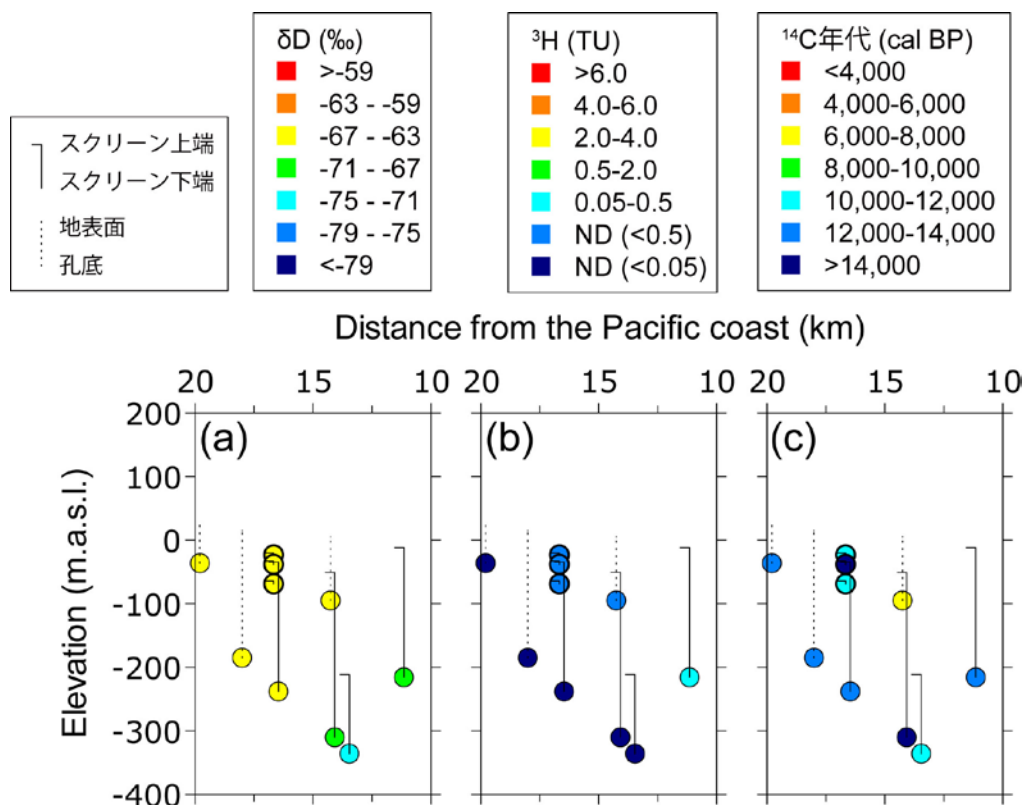 スクリーン上端
スクリーン下端
地表面
孔底
δD (‰)
>-59
-63 - -59
-67 - -63
-71 - -67
-75 - -71
-79 - -75
<-79
³H (TU)
>6.0
4.0-6.0
2.0-4.0
0.5-2.0
0.05-0.5
ND (<0.5)
ND (<0.05)
¹⁴C年代 (cal BP)
<4,000
4,000-6,000
6,000-8,000
8,000-10,000
10,000-12,000
12,000-14,000
>14,000
Distance from the Pacific coast (km)
20 15 10
20 15 10
20 15 10
Elevation (m.a.s.l.)
200
100
0
-100
-200
-300
-400
(a)
(b)
(c)